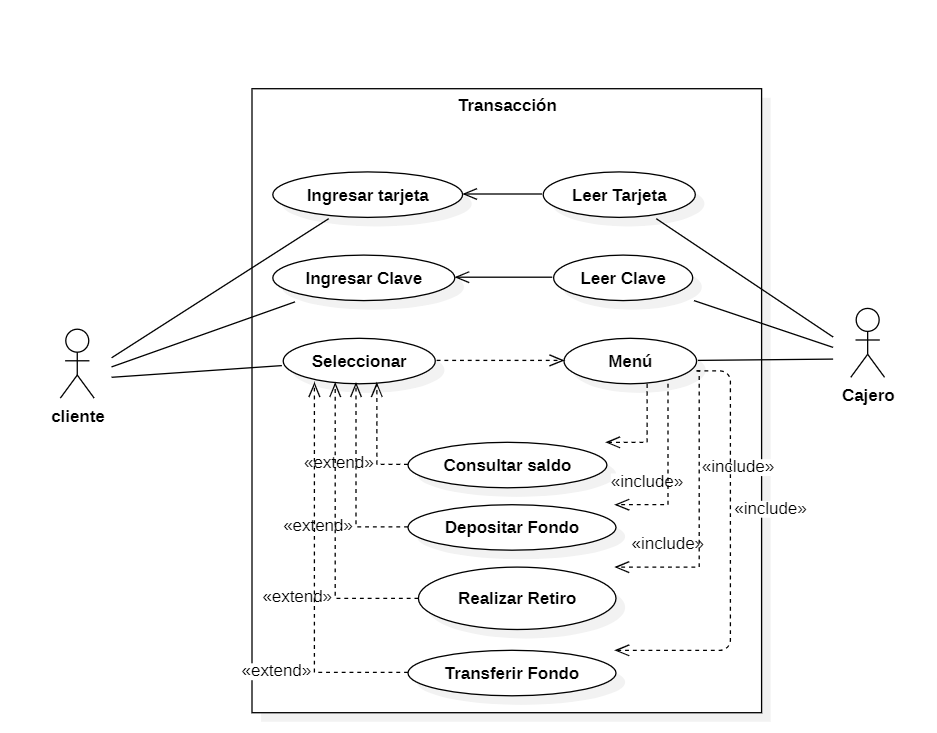 Transacción
Ingresar tarjeta
Leer Tarjeta
Ingresar Clave
Leer Clave
Seleccionar
Menú
cliente
Cajero
«extend»
Consultar saldo
«include»
«include»
«include»
«extend»
Depositar Fondo
«include»
«extend»
Realizar Retiro
«extend»
Transferir Fondo